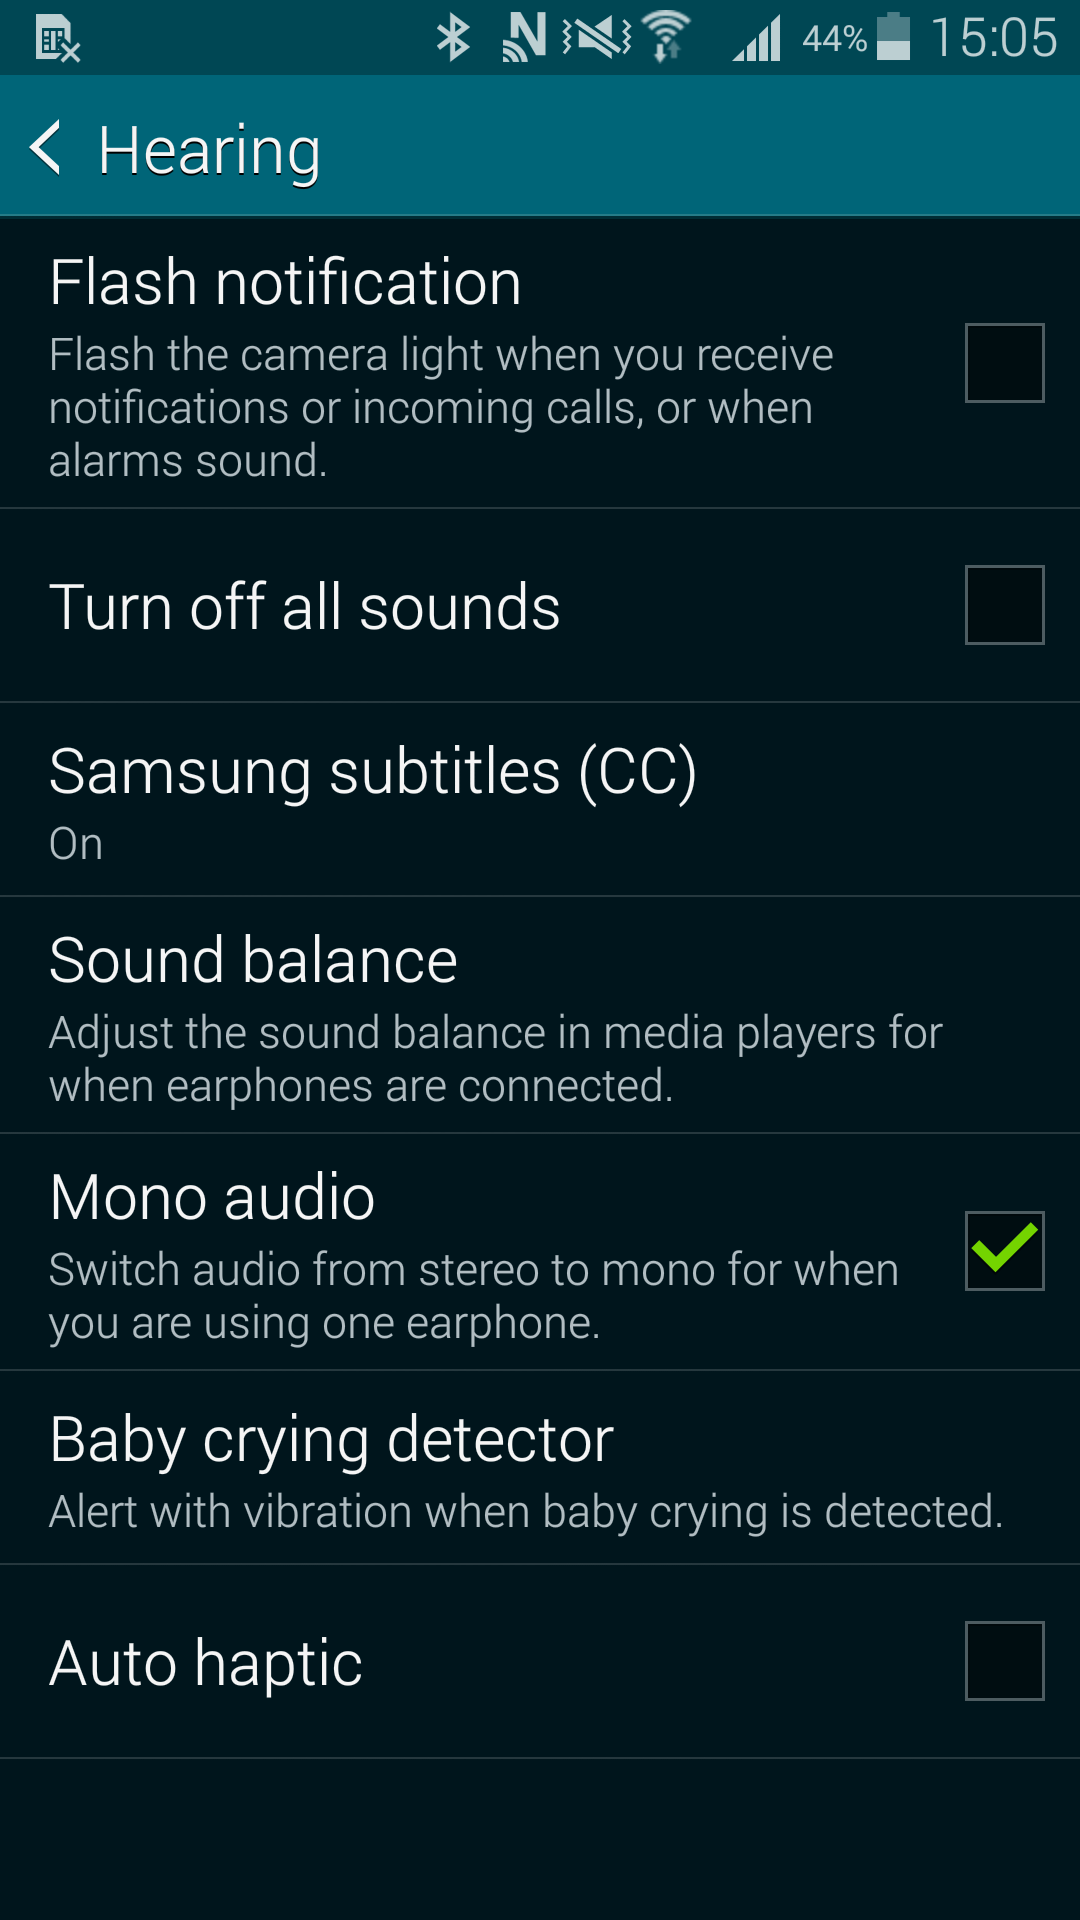 44% 15:05
Hearing
Flash notification
Flash the camera light when you receive
notifications or incoming calls, or when
alarms sound.
Turn off all sounds
Samsung subtitles (CC)
On
Sound balance
Adjust the sound balance in media players for
when earphones are connected.
Mono audio
Switch audio from stereo to mono for when
you are using one earphone.
Baby crying detector
Alert with vibration when baby crying is detected.
Auto haptic